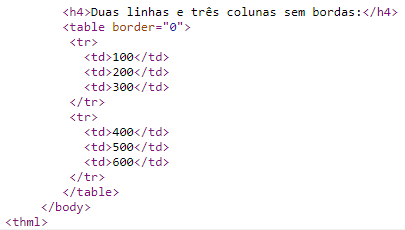 <h4>Duas linhas e três colunas sem bordas:</h4>
<table border="0">
<tr>
<td>100</td>
<td>200</td>
<td>300</td>
</tr>
<tr>
<td>400</td>
<td>500</td>
<td>600</td>
</tr>
</table>
</body>
<thml>